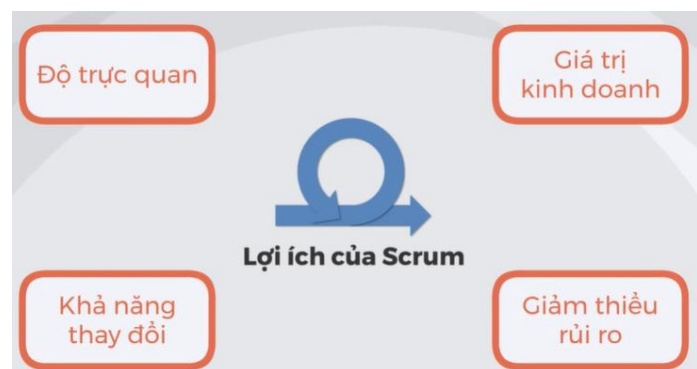 Độ trực quan
Giá trị
kinh doanh
Lợi ích của Scrum
Khả năng
thay đổi
Giảm thiểu
rủi ro